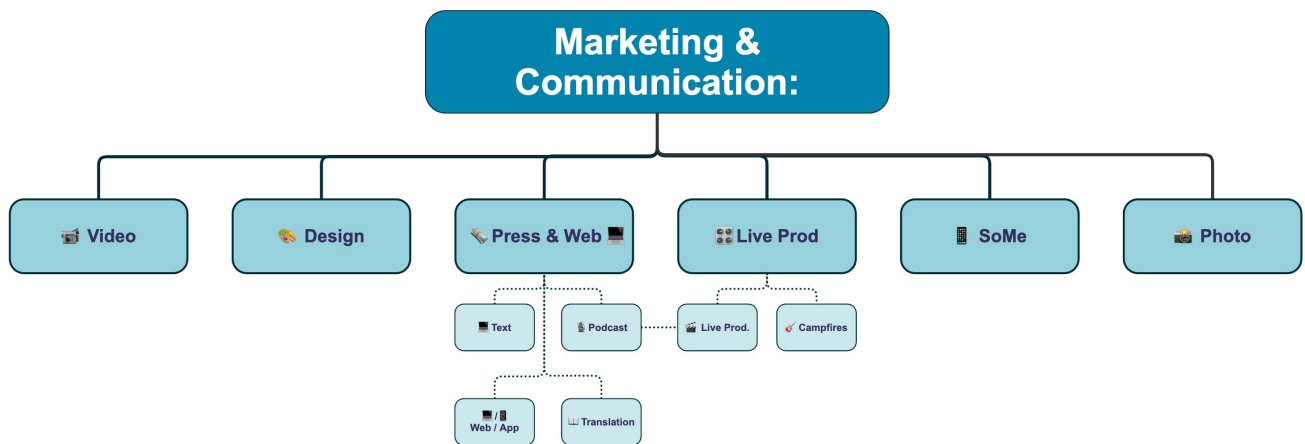 Marketing &
Communication:
📹 Video
🎨 Design
🗞️ Press & Web 💻
🎛️ Live Prod
📱 SoMe
📸 Photo
💻 Text
🎙️ Podcast
🎬 Live Prod.
🎸 Campfires
💻 / 📱
Web / App
📖 Translation